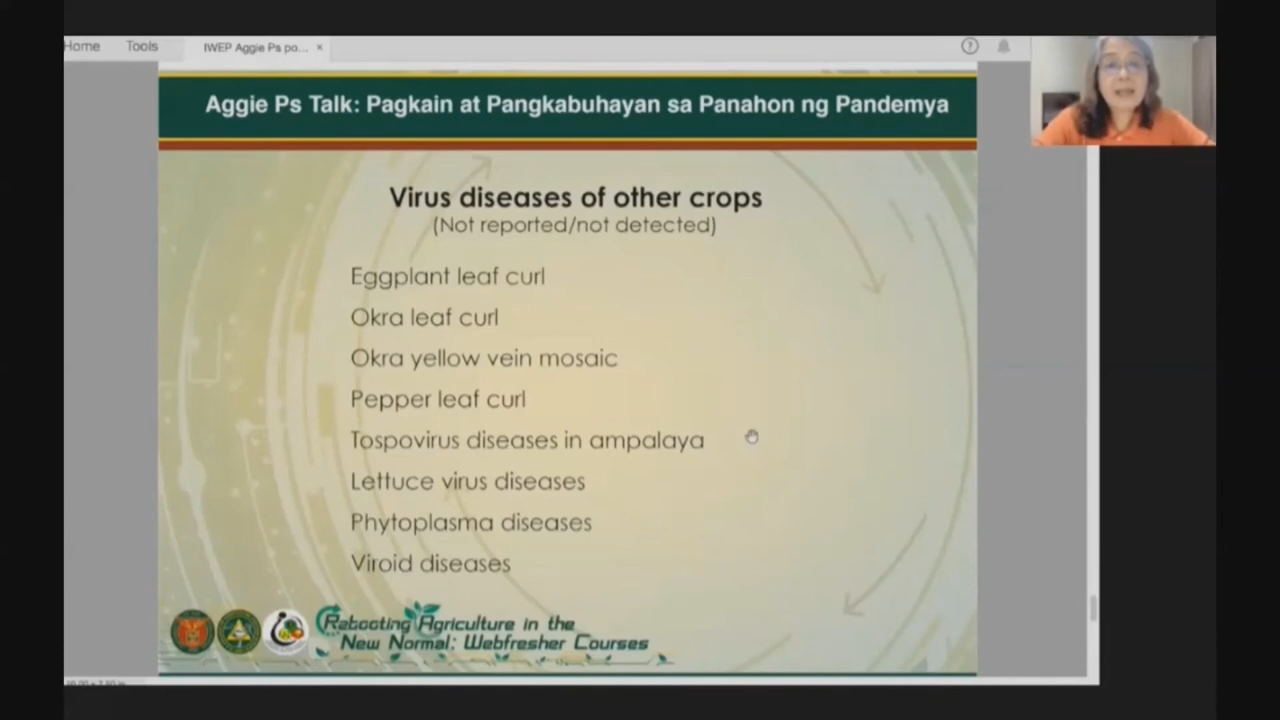 Home Tools IWEP Aggie Ps po... ×
Aggie Ps Talk: Pagkain at Pangkabuhayan sa Panahon ng Pandemya
Virus diseases of other crops
(Not reported/not detected)
Eggplant leaf curl
Okra leaf curl
Okra yellow vein mosaic
Pepper leaf curl
Tospovirus diseases in ampalaya
Lettuce virus diseases
Phytoplasma diseases
Viroid diseases
Rebooting Agriculture in the
New Normal: Webfresher Courses